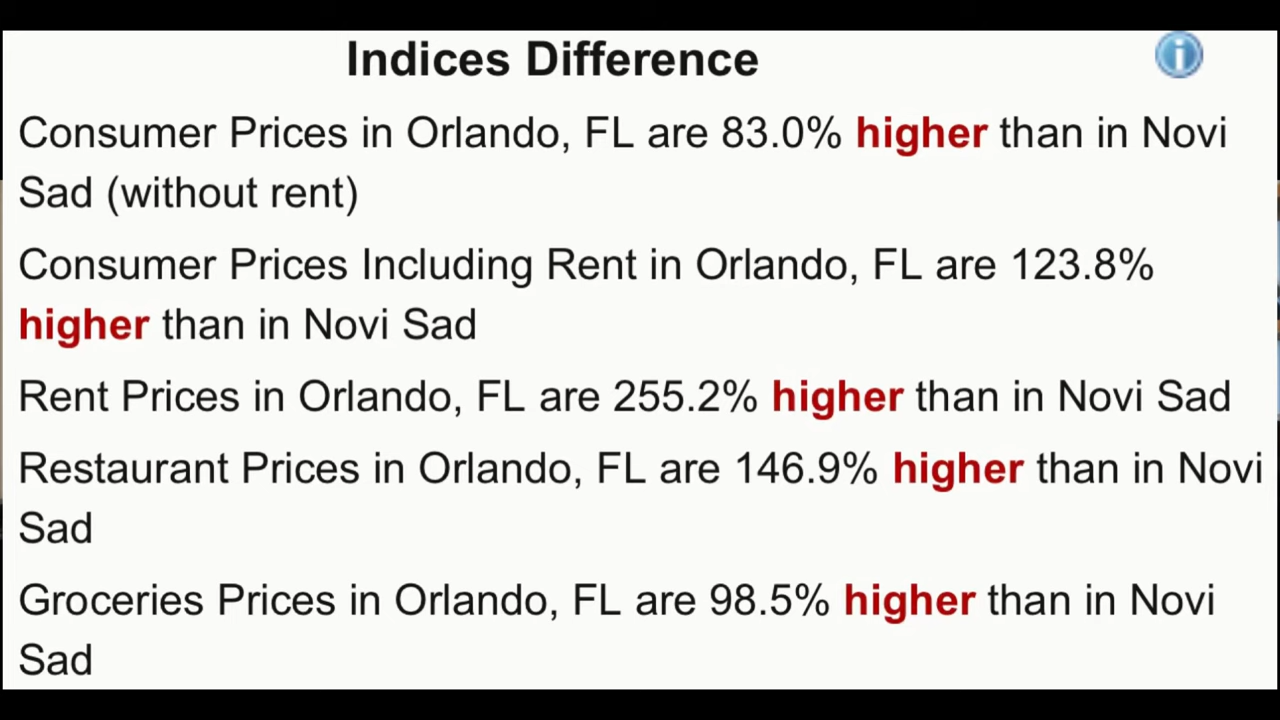 Indices Difference
Consumer Prices in Orlando, FL are 83.0% higher than in Novi
Sad (without rent)
Consumer Prices Including Rent in Orlando, FL are 123.8%
higher than in Novi Sad
Rent Prices in Orlando, FL are 255.2% higher than in Novi Sad
Restaurant Prices in Orlando, FL are 146.9% higher than in Novi
Sad
Groceries Prices in Orlando, FL are 98.5% higher than in Novi
Sad